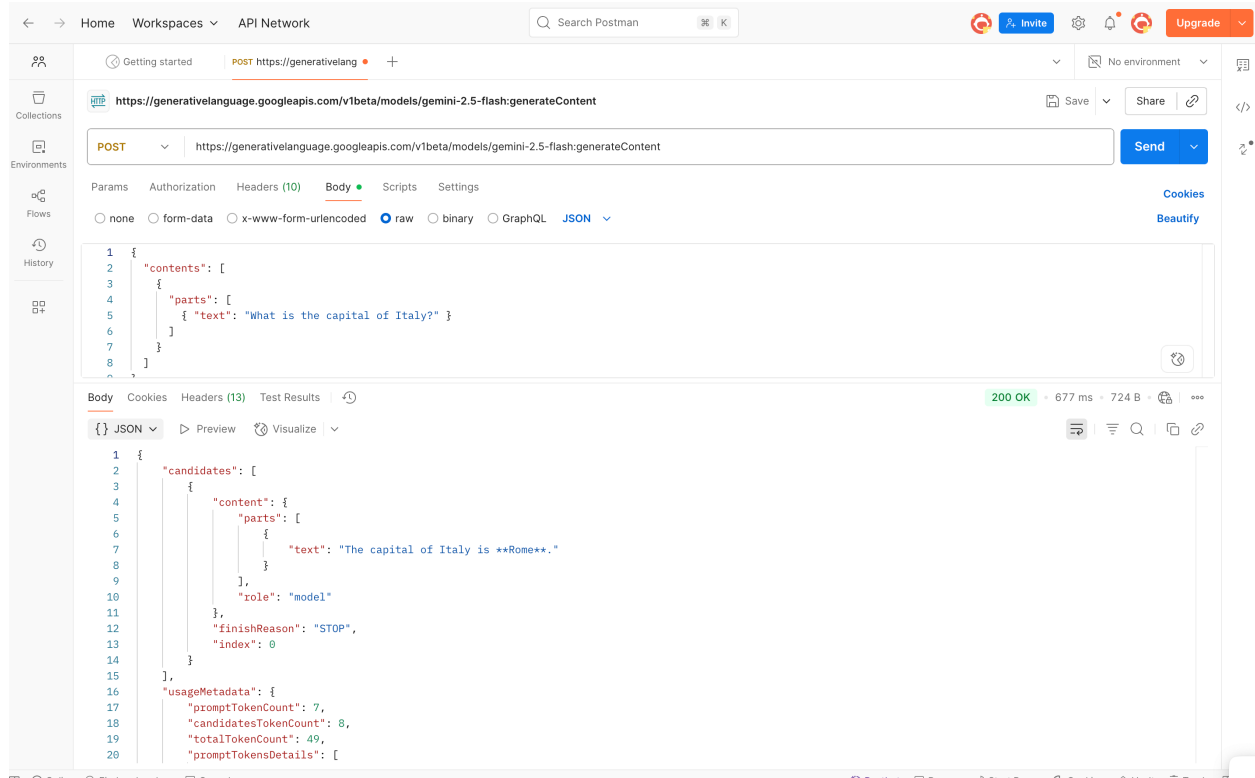 Home Workspaces API Network Search Postman ⌘ K Invite Upgrade
Getting started POST https://generativelang No environment
HTTP https://generativelanguage.googleapis.com/v1beta/models/gemini-2.5-flash:generateContent Save Share
Collections
POST https://generativelanguage.googleapis.com/v1beta/models/gemini-2.5-flash:generateContent Send
Environments
Params Authorization Headers (10) Body Scripts Settings Cookies
Flows
none form-data x-www-form-urlencoded raw binary GraphQL JSON Beautify
History
1 {
2 "contents": [
3 {
4 "parts": [
5 { "text": "What is the capital of Italy?" }
6 ]
7 }
8 ]
Body Cookies Headers (13) Test Results 200 OK 677 ms 724 B
{} JSON Preview Visualize
1 {
2 "candidates": [
3 {
4 "content": {
5 "parts": [
6 {
7 "text": "The capital of Italy is **Rome**."
8 }
9 ],
10 "role": "model"
11 },
12 "finishReason": "STOP",
13 "index": 0
14 }
15 ],
16 "usageMetadata": {
17 "promptTokenCount": 7,
18 "candidatesTokenCount": 8,
19 "totalTokenCount": 49,
20 "promptTokensDetails": [